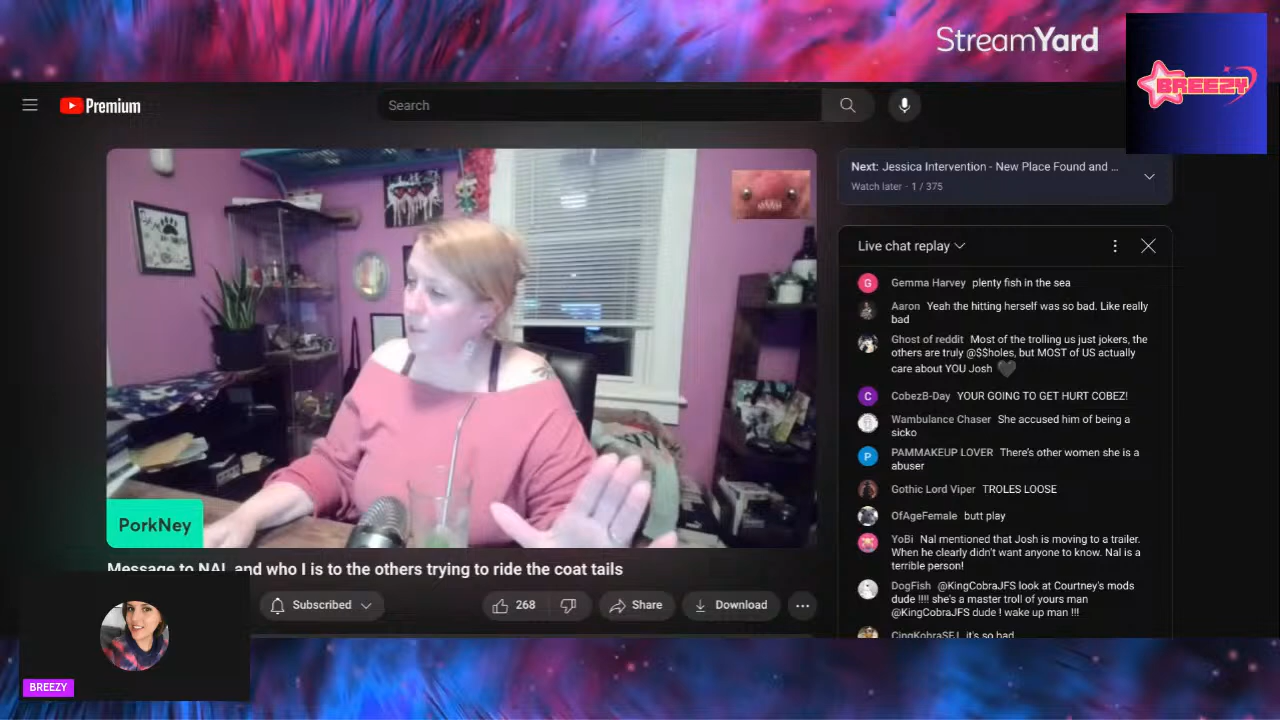 StreamYard
BREEZY
Premium
Search
Next: Jessica Intervention - New Place Found and ...
Watch later - 1 / 375
Live chat replay
G Gemma Harvey plenty fish in the sea
Aaron Yeah the hitting herself was so bad. Like really
bad
Ghost of reddit Most of the trolling us just jokers, the
others are truly @$$holes, but MOST of US actually
care about YOU Josh
C CobezB-Day YOUR GOING TO GET HURT COBEZ!
Wambulance Chaser She accused him of being a
sicko
P PAMMAKEUP LOVER There's other women she is a
abuser
Gothic Lord Viper TROLES LOOSE
OfAgeFemale butt play
YoBi Nal mentioned that Josh is moving to a trailer.
When he clearly didn't want anyone to know. Nal is a
terrible person!
DogFish @KingCobraJFS look at Courtney's mods
dude !!!! she's a master troll of yours man
@KingCobraJFS dude ! wake up man !!!
CingKobraSFJ it's so bad
PorkNey
Message to NAL and who I is to the others trying to ride the coat tails
Subscribed
268
Share
Download
BREEZY